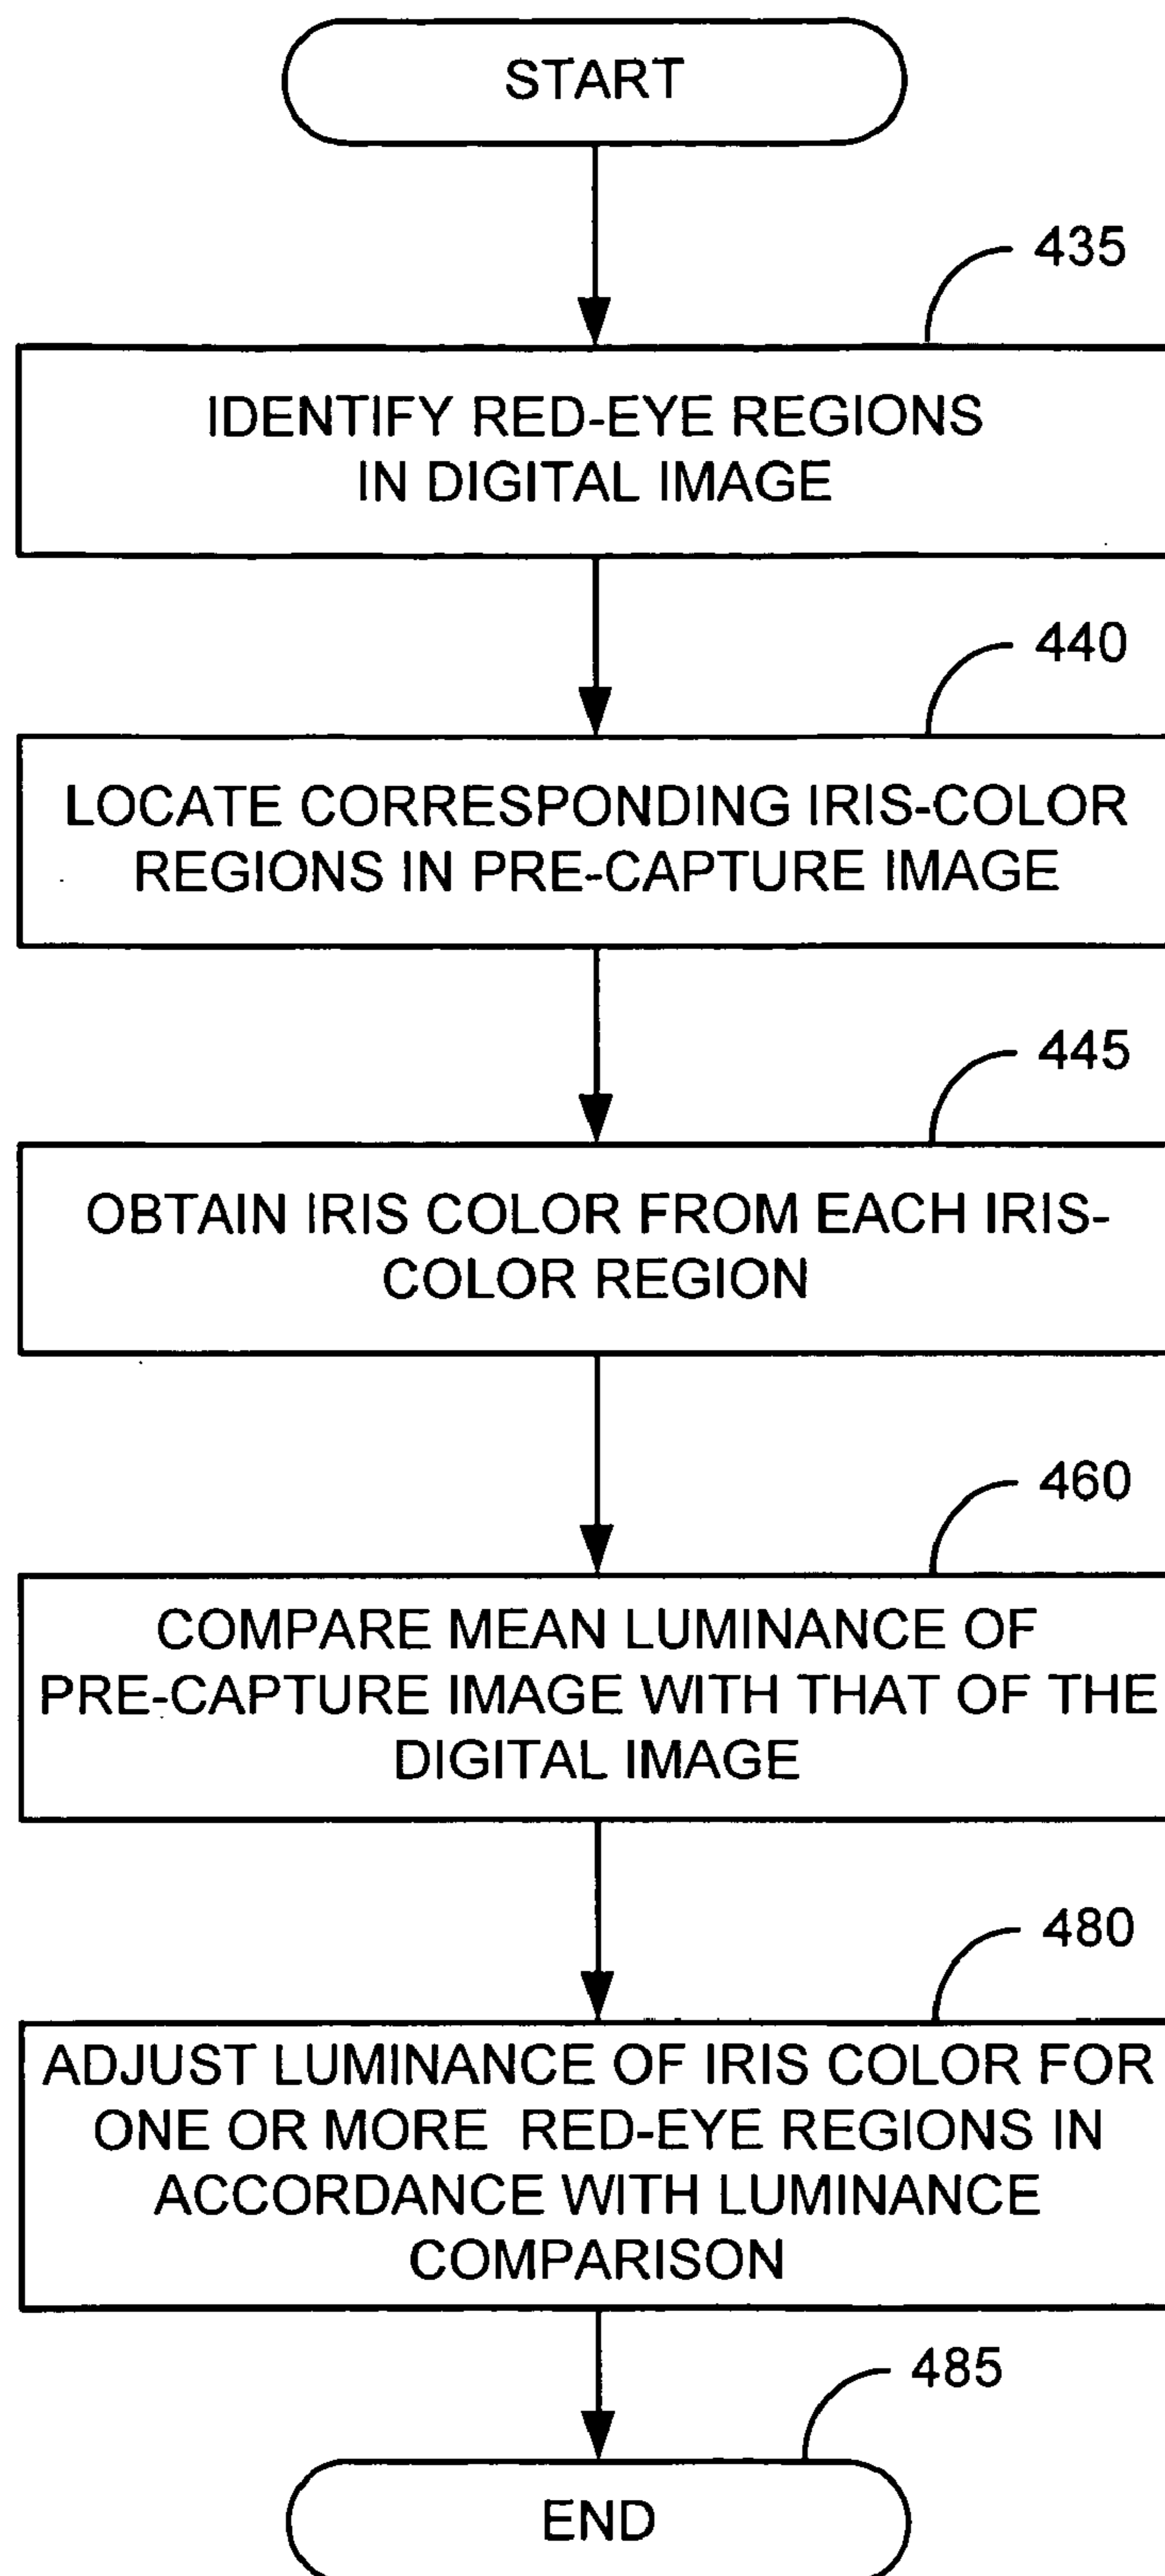 START
435
IDENTIFY RED-EYE REGIONS
IN DIGITAL IMAGE
440
LOCATE CORRESPONDING IRIS-COLOR
REGIONS IN PRE-CAPTURE IMAGE
445
OBTAIN IRIS COLOR FROM EACH IRIS-
COLOR REGION
460
COMPARE MEAN LUMINANCE OF
PRE-CAPTURE IMAGE WITH THAT OF THE
DIGITAL IMAGE
480
ADJUST LUMINANCE OF IRIS COLOR FOR
ONE OR MORE RED-EYE REGIONS IN
ACCORDANCE WITH LUMINANCE
COMPARISON
485
END